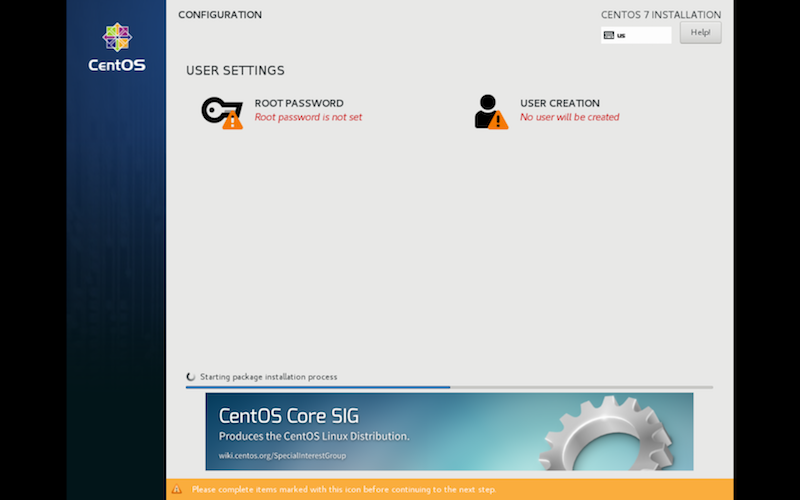 CONFIGURATION
CENTOS 7 INSTALLATION
us
Help!
CentOS
USER SETTINGS
ROOT PASSWORD
Root password is not set
USER CREATION
No user will be created
Starting package installation process
CentOS Core SIG
Produces the CentOS Linux Distribution.
wiki.centos.org/SpecialInterestGroup
Please complete items marked with this icon before continuing to the next step.